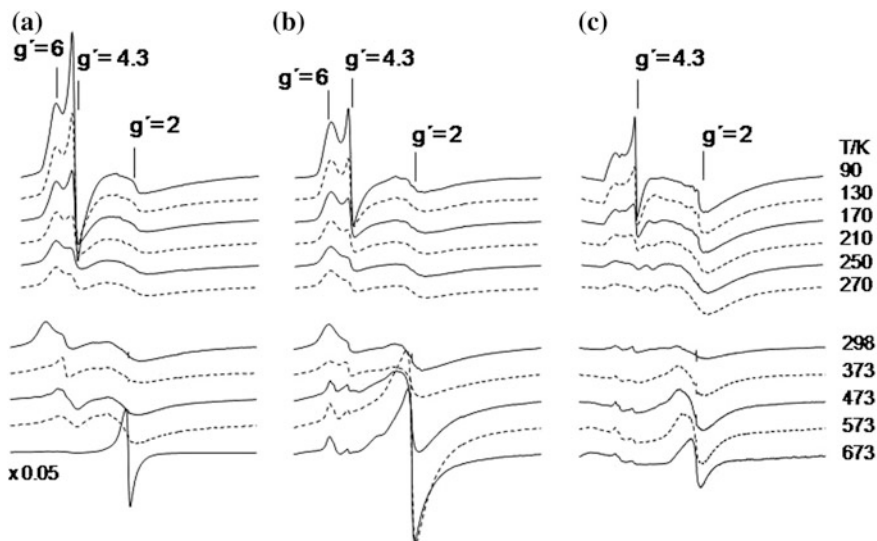 (a)
g´=6
g´=4.3
g´=2
x 0.05
(b)
g´=6
g´=4.3
g´=2
(c)
g´=4.3
g´=2
T/K
90
130
170
210
250
270
298
373
473
573
673